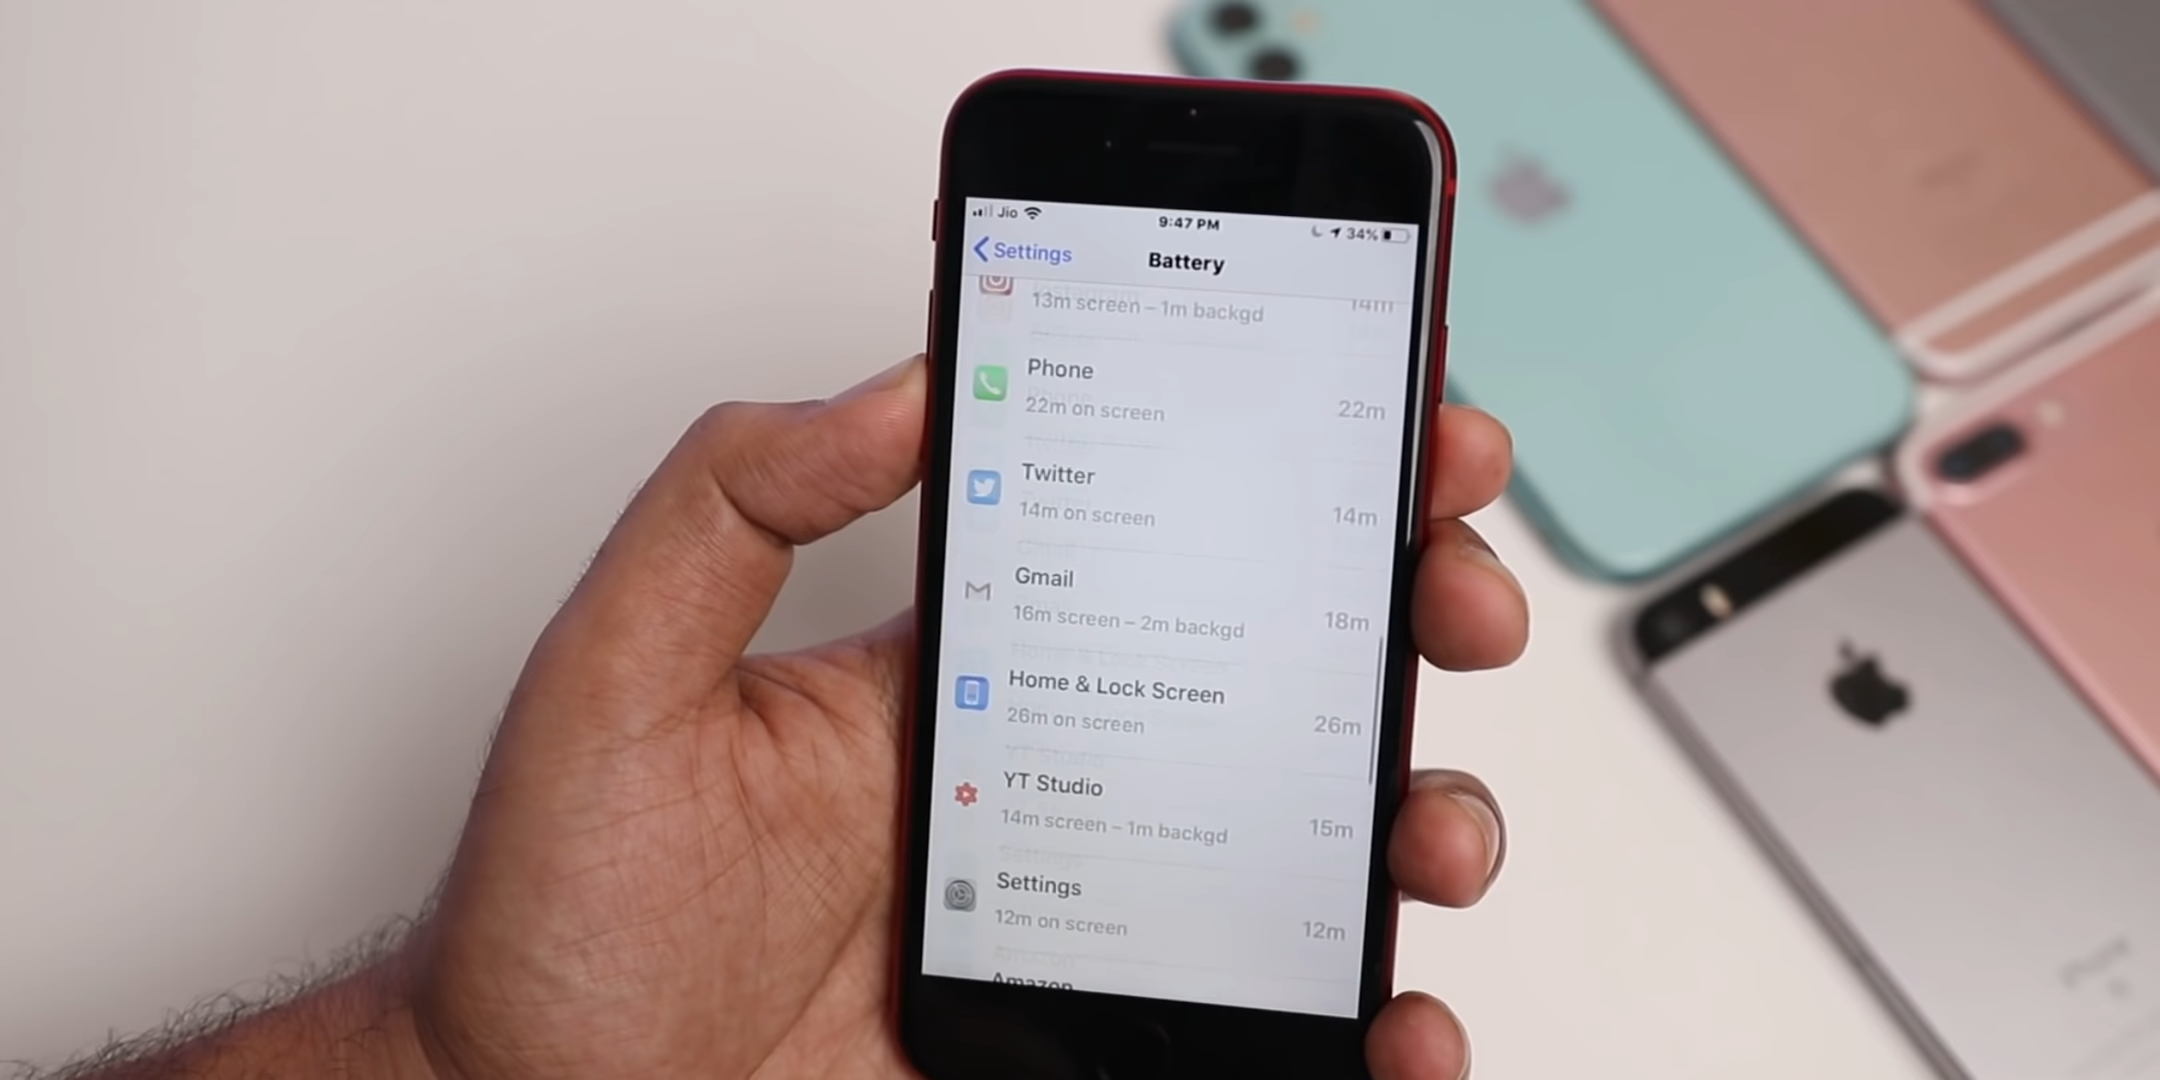 Jio 9:47 PM 34%
Settings Battery
13m screen – 1m backgd 14m
Phone
22m on screen 22m
Twitter
14m on screen 14m
Gmail
16m screen – 2m backgd 18m
Home & Lock Screen
26m on screen 26m
YT Studio
14m screen – 1m backgd 15m
Settings
12m on screen 12m
Amazon